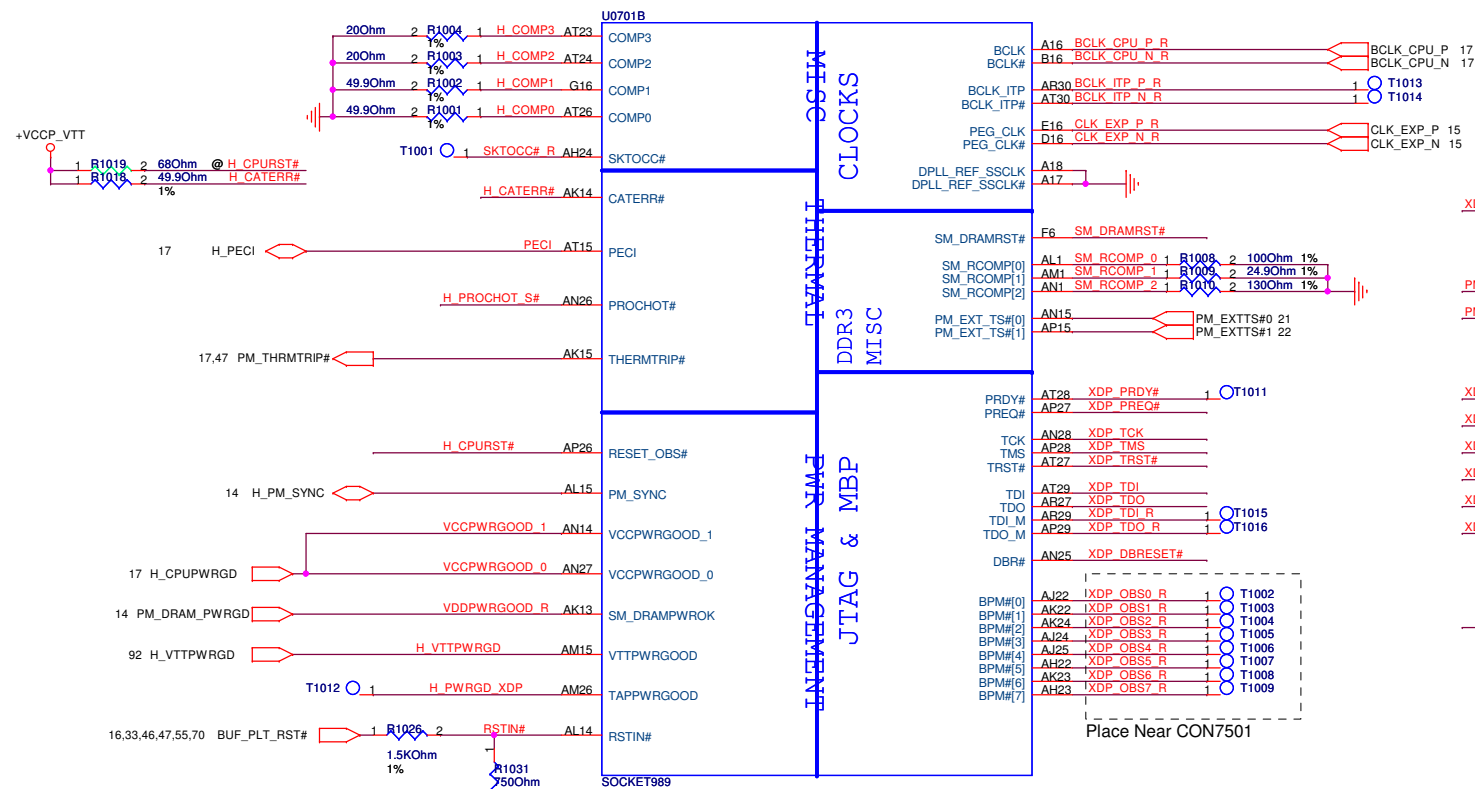 U0701B
20Ohm 2 R1004 1 H_COMP3 AT23 COMP3
1%
20Ohm 2 R1003 1 H_COMP2 AT24 COMP2
1%
49.9Ohm 2 R1002 1 H_COMP1 G16 COMP1
1%
49.9Ohm 2 R1001 1 H_COMP0 AT26 COMP0
1%
T1001 1 SKTOCC#_R AH24 SKTOCC#
+VCCP_VTT
1 R1019 2 68Ohm @ H_CPURST#
1 R1018 2 49.9Ohm H_CATERR#
1%
H_CATERR# AK14 CATERR#
17 H_PECI PECI AT15 PECI
H_PROCHOT_S# AN26 PROCHOT#
17,47 PM_THRMTRIP# AK15 THERMTRIP#
H_CPURST# AP26 RESET_OBS#
14 H_PM_SYNC AL15 PM_SYNC
VCCPWRGOOD_1 AN14 VCCPWRGOOD_1
17 H_CPUPWRGD VCCPWRGOOD_0 AN27 VCCPWRGOOD_0
14 PM_DRAM_PWRGD VDDPWRGOOD_R AK13 SM_DRAMPWROK
92 H_VTTPWRGD H_VTTPWRGD AM15 VTTPWRGOOD
T1012 1 H_PWRGD_XDP AM26 TAPPWRGOOD
16,33,46,47,55,70 BUF_PLT_RST# 1 R1026 2 RSTIN# AL14 RSTIN#
1.5KOhm
1%
1
R1031
750Ohm
SOCKET989
MISC
THERMAL
PWR MANAGEMENT
CLOCKS
DDR3
MISC
JTAG & MBP
BCLK A16 BCLK_CPU_P_R BCLK_CPU_P 17
BCLK# B16 BCLK_CPU_N_R BCLK_CPU_N 17
BCLK_ITP AR30 BCLK_ITP_P_R 1 T1013
BCLK_ITP# AT30 BCLK_ITP_N_R 1 T1014
PEG_CLK E16 CLK_EXP_P_R CLK_EXP_P 15
PEG_CLK# D16 CLK_EXP_N_R CLK_EXP_N 15
DPLL_REF_SSCLK A18
DPLL_REF_SSCLK# A17
SM_DRAMRST# F6 SM_DRAMRST#
SM_RCOMP[0] AL1 SM_RCOMP_0 1 R1008 2 100Ohm 1%
SM_RCOMP[1] AM1 SM_RCOMP_1 1 R1009 2 24.9Ohm 1%
SM_RCOMP[2] AN1 SM_RCOMP_2 1 R1010 2 130Ohm 1%
PM_EXT_TS#[0] AN15 PM_EXTTS#0 21
PM_EXT_TS#[1] AP15 PM_EXTTS#1 22
PRDY# AT28 XDP_PRDY# 1 T1011
PREQ# AP27 XDP_PREQ#
TCK AN28 XDP_TCK
TMS AP28 XDP_TMS
TRST# AT27 XDP_TRST#
TDI AT29 XDP_TDI
TDO AR27 XDP_TDO
TDI_M AR29 XDP_TDI_R 1 T1015
TDO_M AP29 XDP_TDO_R 1 T1016
DBR# AN25 XDP_DBRESET#
BPM#[0] AJ22 XDP_OBS0_R 1 T1002
BPM#[1] AK22 XDP_OBS1_R 1 T1003
BPM#[2] AK24 XDP_OBS2_R 1 T1004
BPM#[3] AJ24 XDP_OBS3_R 1 T1005
BPM#[4] AJ25 XDP_OBS4_R 1 T1006
BPM#[5] AH22 XDP_OBS5_R 1 T1007
BPM#[6] AK23 XDP_OBS6_R 1 T1008
BPM#[7] AH23 XDP_OBS7_R 1 T1009
Place Near CON7501